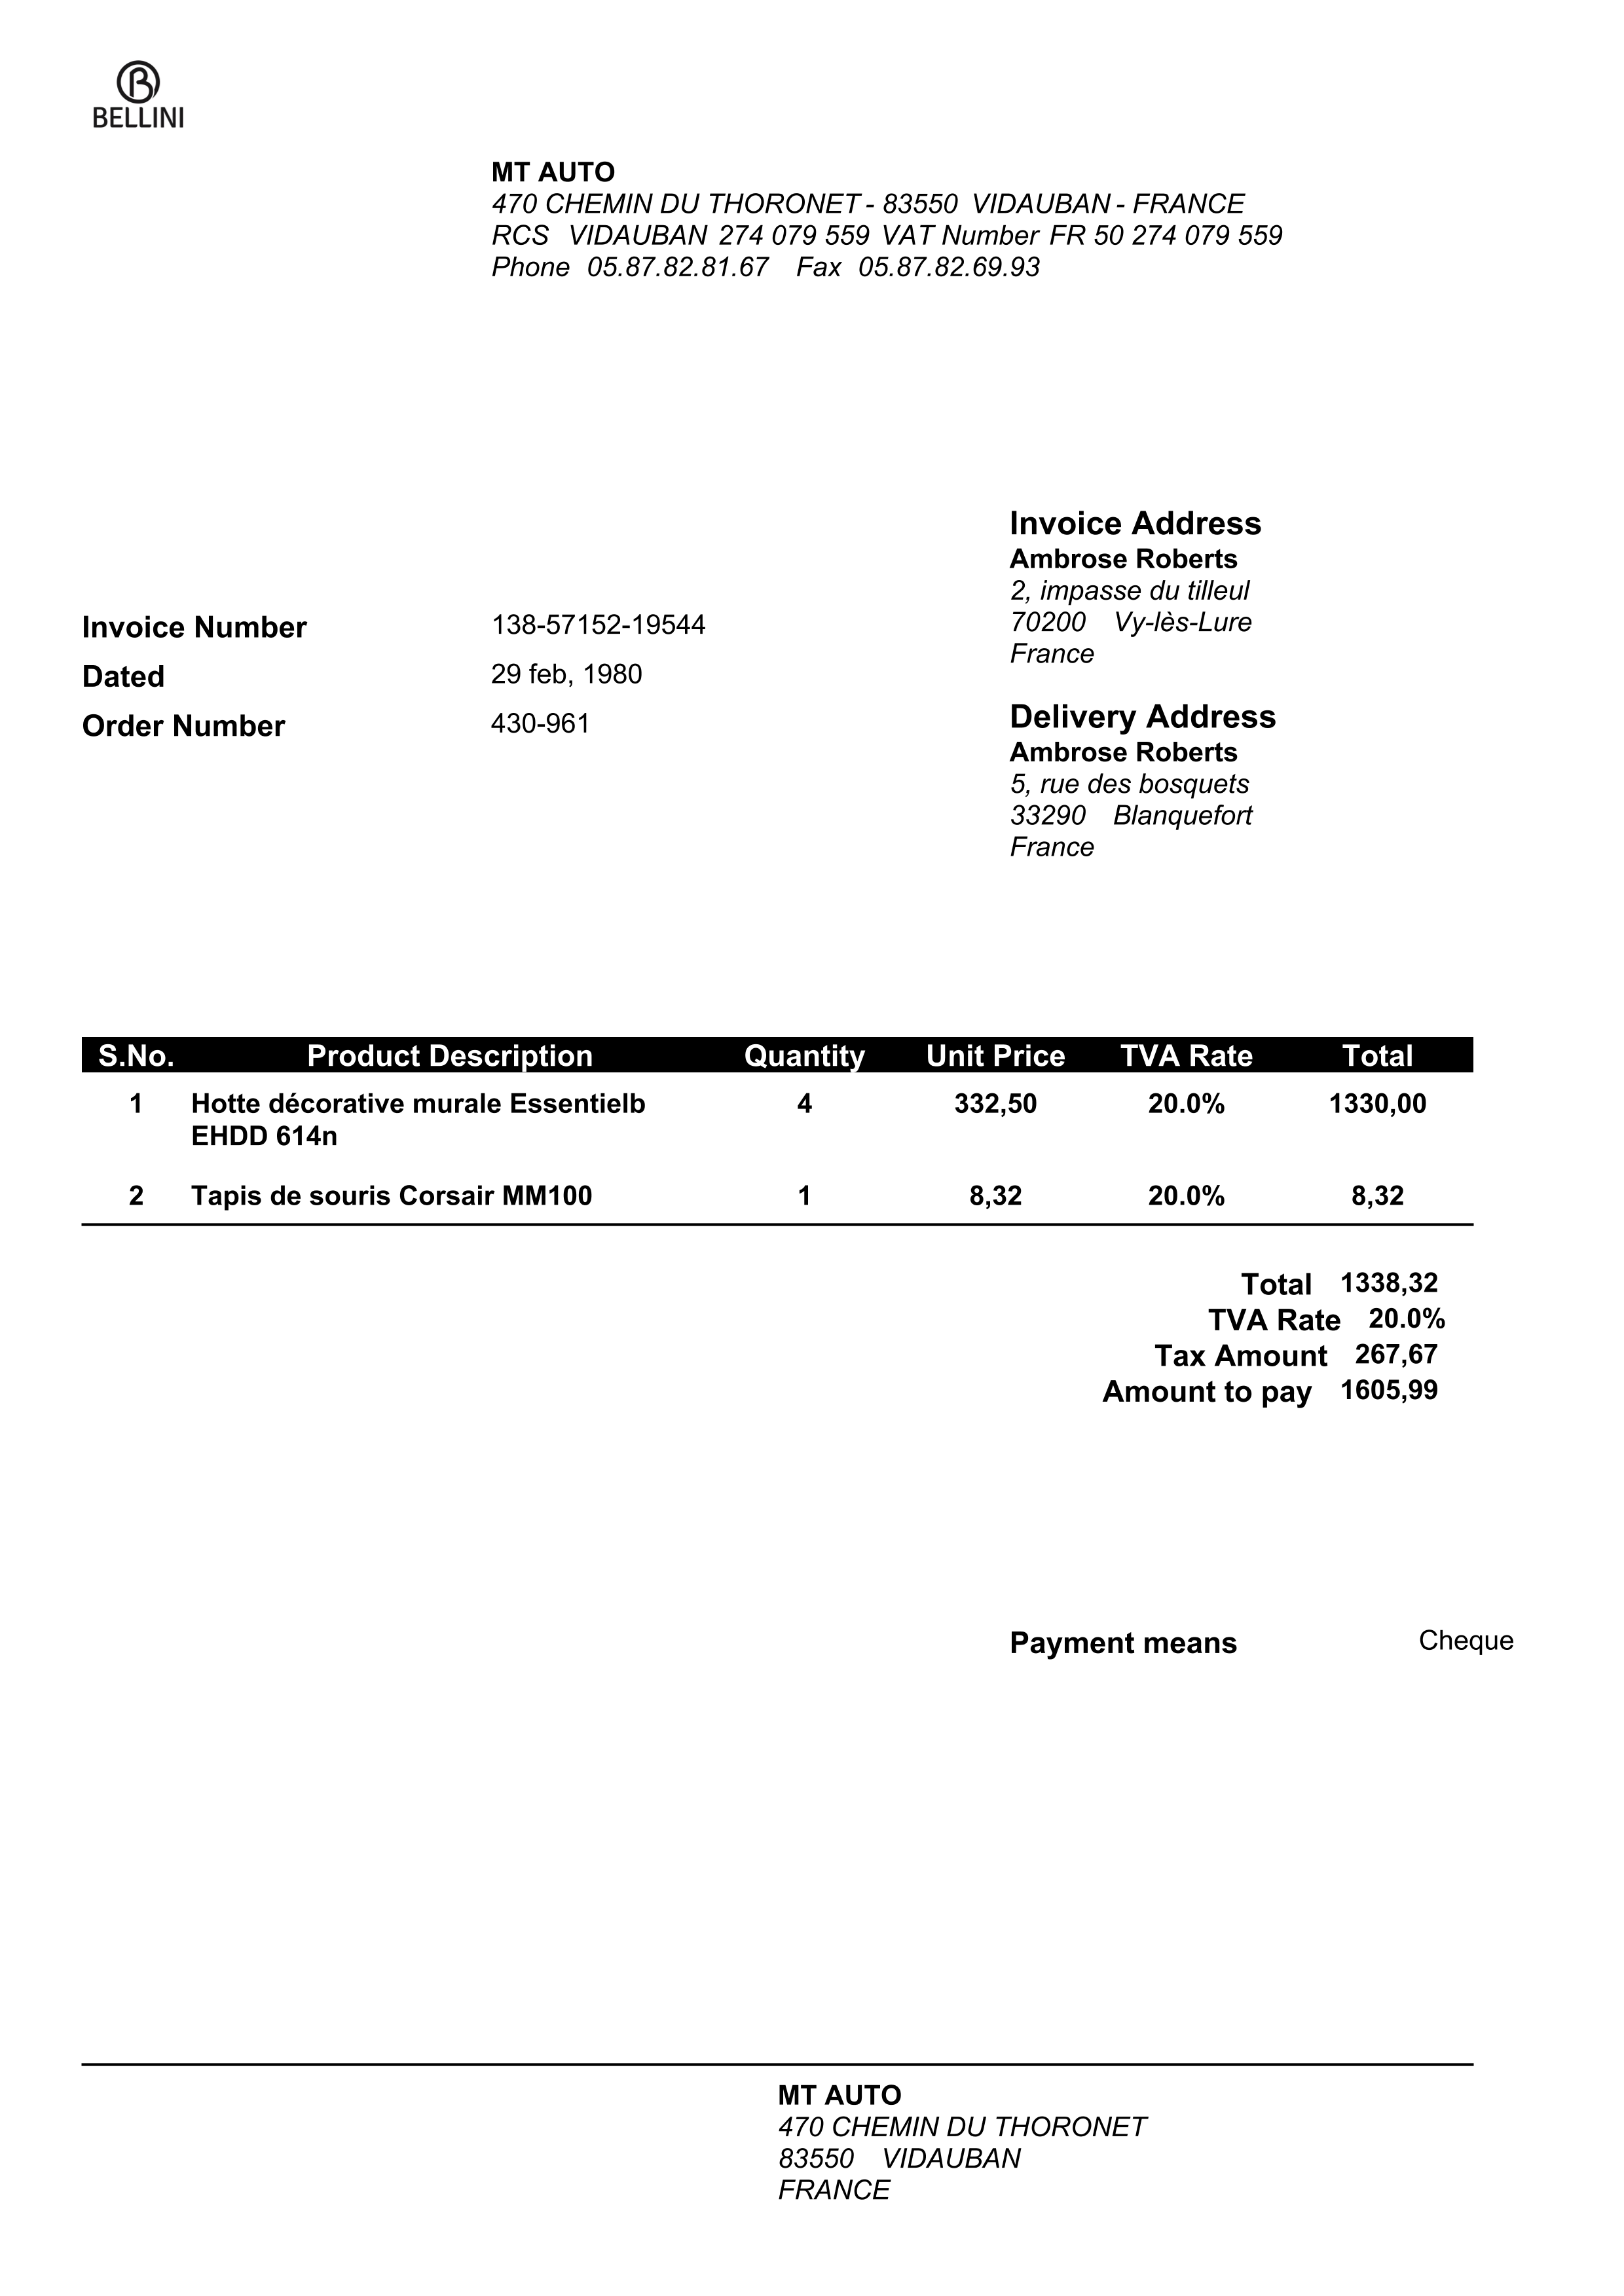 BELLINI
MT AUTO
470 CHEMIN DU THORONET - 83550 VIDAUBAN - FRANCE
RCS VIDAUBAN 274 079 559 VAT Number FR 50 274 079 559
Phone 05.87.82.81.67 Fax 05.87.82.69.93
Invoice Number 138-57152-19544
Dated 29 feb, 1980
Order Number 430-961
Invoice Address
Ambrose Roberts
2, impasse du tilleul
70200 Vy-lès-Lure
France
Delivery Address
Ambrose Roberts
5, rue des bosquets
33290 Blanquefort
France
S.No. Product Description Quantity Unit Price TVA Rate Total
1 Hotte décorative murale Essentielb 4 332,50 20.0% 1330,00
EHDD 614n
2 Tapis de souris Corsair MM100 1 8,32 20.0% 8,32
Total 1338,32
TVA Rate 20.0%
Tax Amount 267,67
Amount to pay 1605,99
Payment means Cheque
MT AUTO
470 CHEMIN DU THORONET
83550 VIDAUBAN
FRANCE